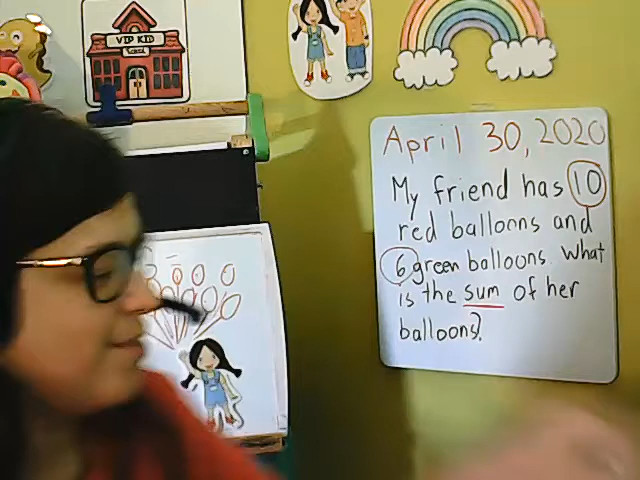 VIP KID
School
April 30, 2020
My friend has 10
red balloons and
6 green balloons. What
is the sum of her
balloons?